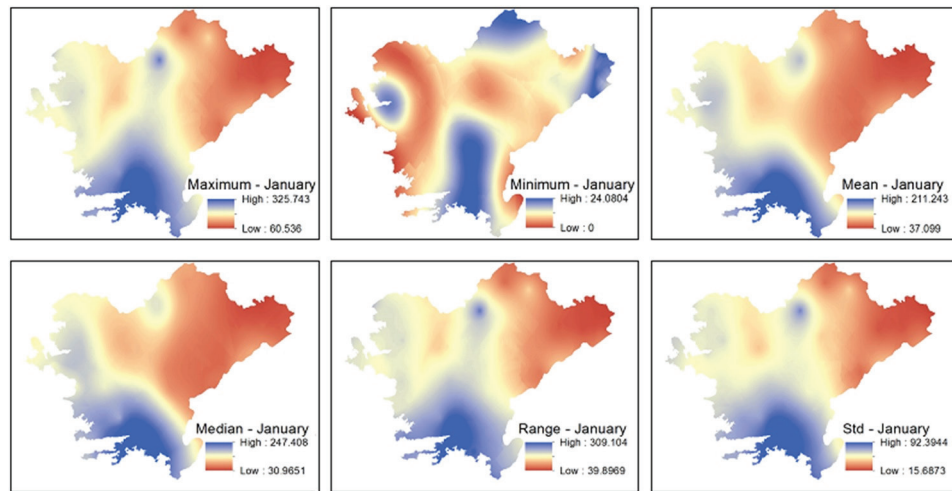 Maximum - January
High : 325.743
Low : 60.536
Minimum - January
High : 24.0804
Low : 0
Mean - January
High : 211.243
Low : 37.099
Median - January
High : 247.408
Low : 30.9651
Range - January
High : 309.104
Low : 39.8969
Std - January
High : 92.3944
Low : 15.6873